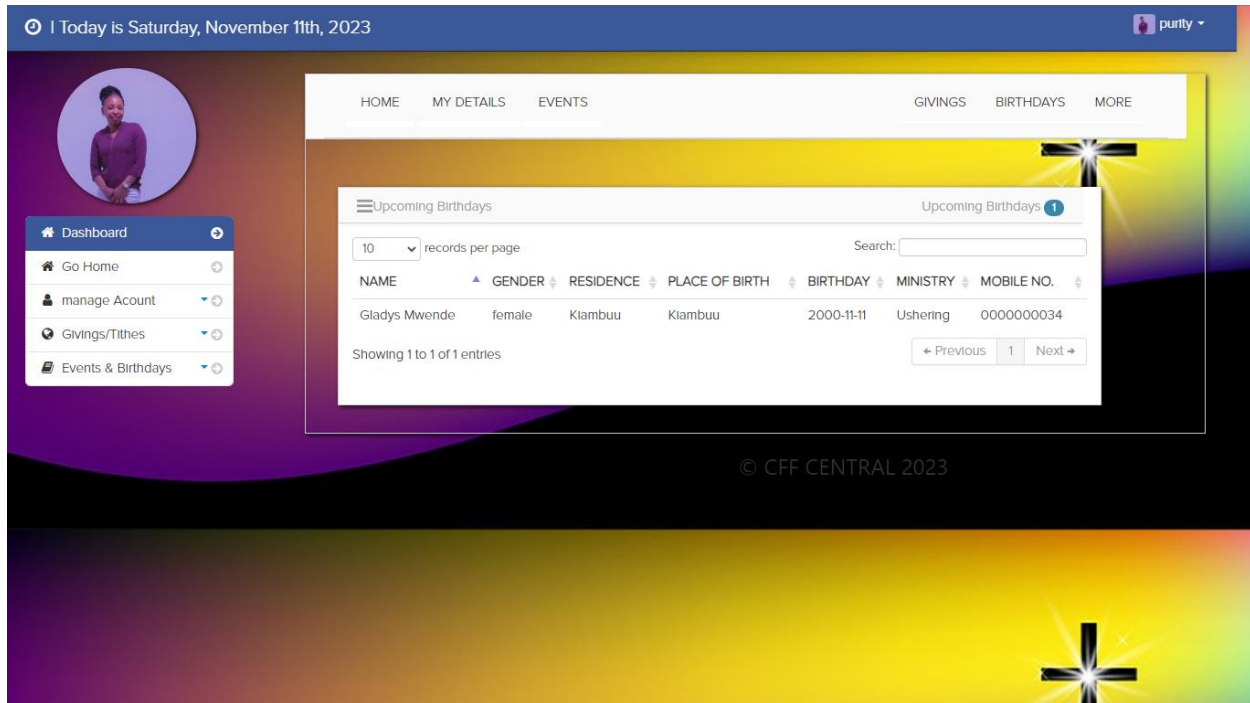 I Today is Saturday, November 11th, 2023
purity
HOME MY DETAILS EVENTS GIVINGS BIRTHDAYS MORE
Dashboard
Go Home
manage Acount
Givings/Tithes
Events & Birthdays
Upcoming Birthdays Upcoming Birthdays 1
10 records per page Search:
NAME GENDER RESIDENCE PLACE OF BIRTH BIRTHDAY MINISTRY MOBILE NO.
Gladys Mwende female Kiambuu Kiambuu 2000-11-11 Ushering 0000000034
Showing 1 to 1 of 1 entries ← Previous 1 Next →
© CFF CENTRAL 2023